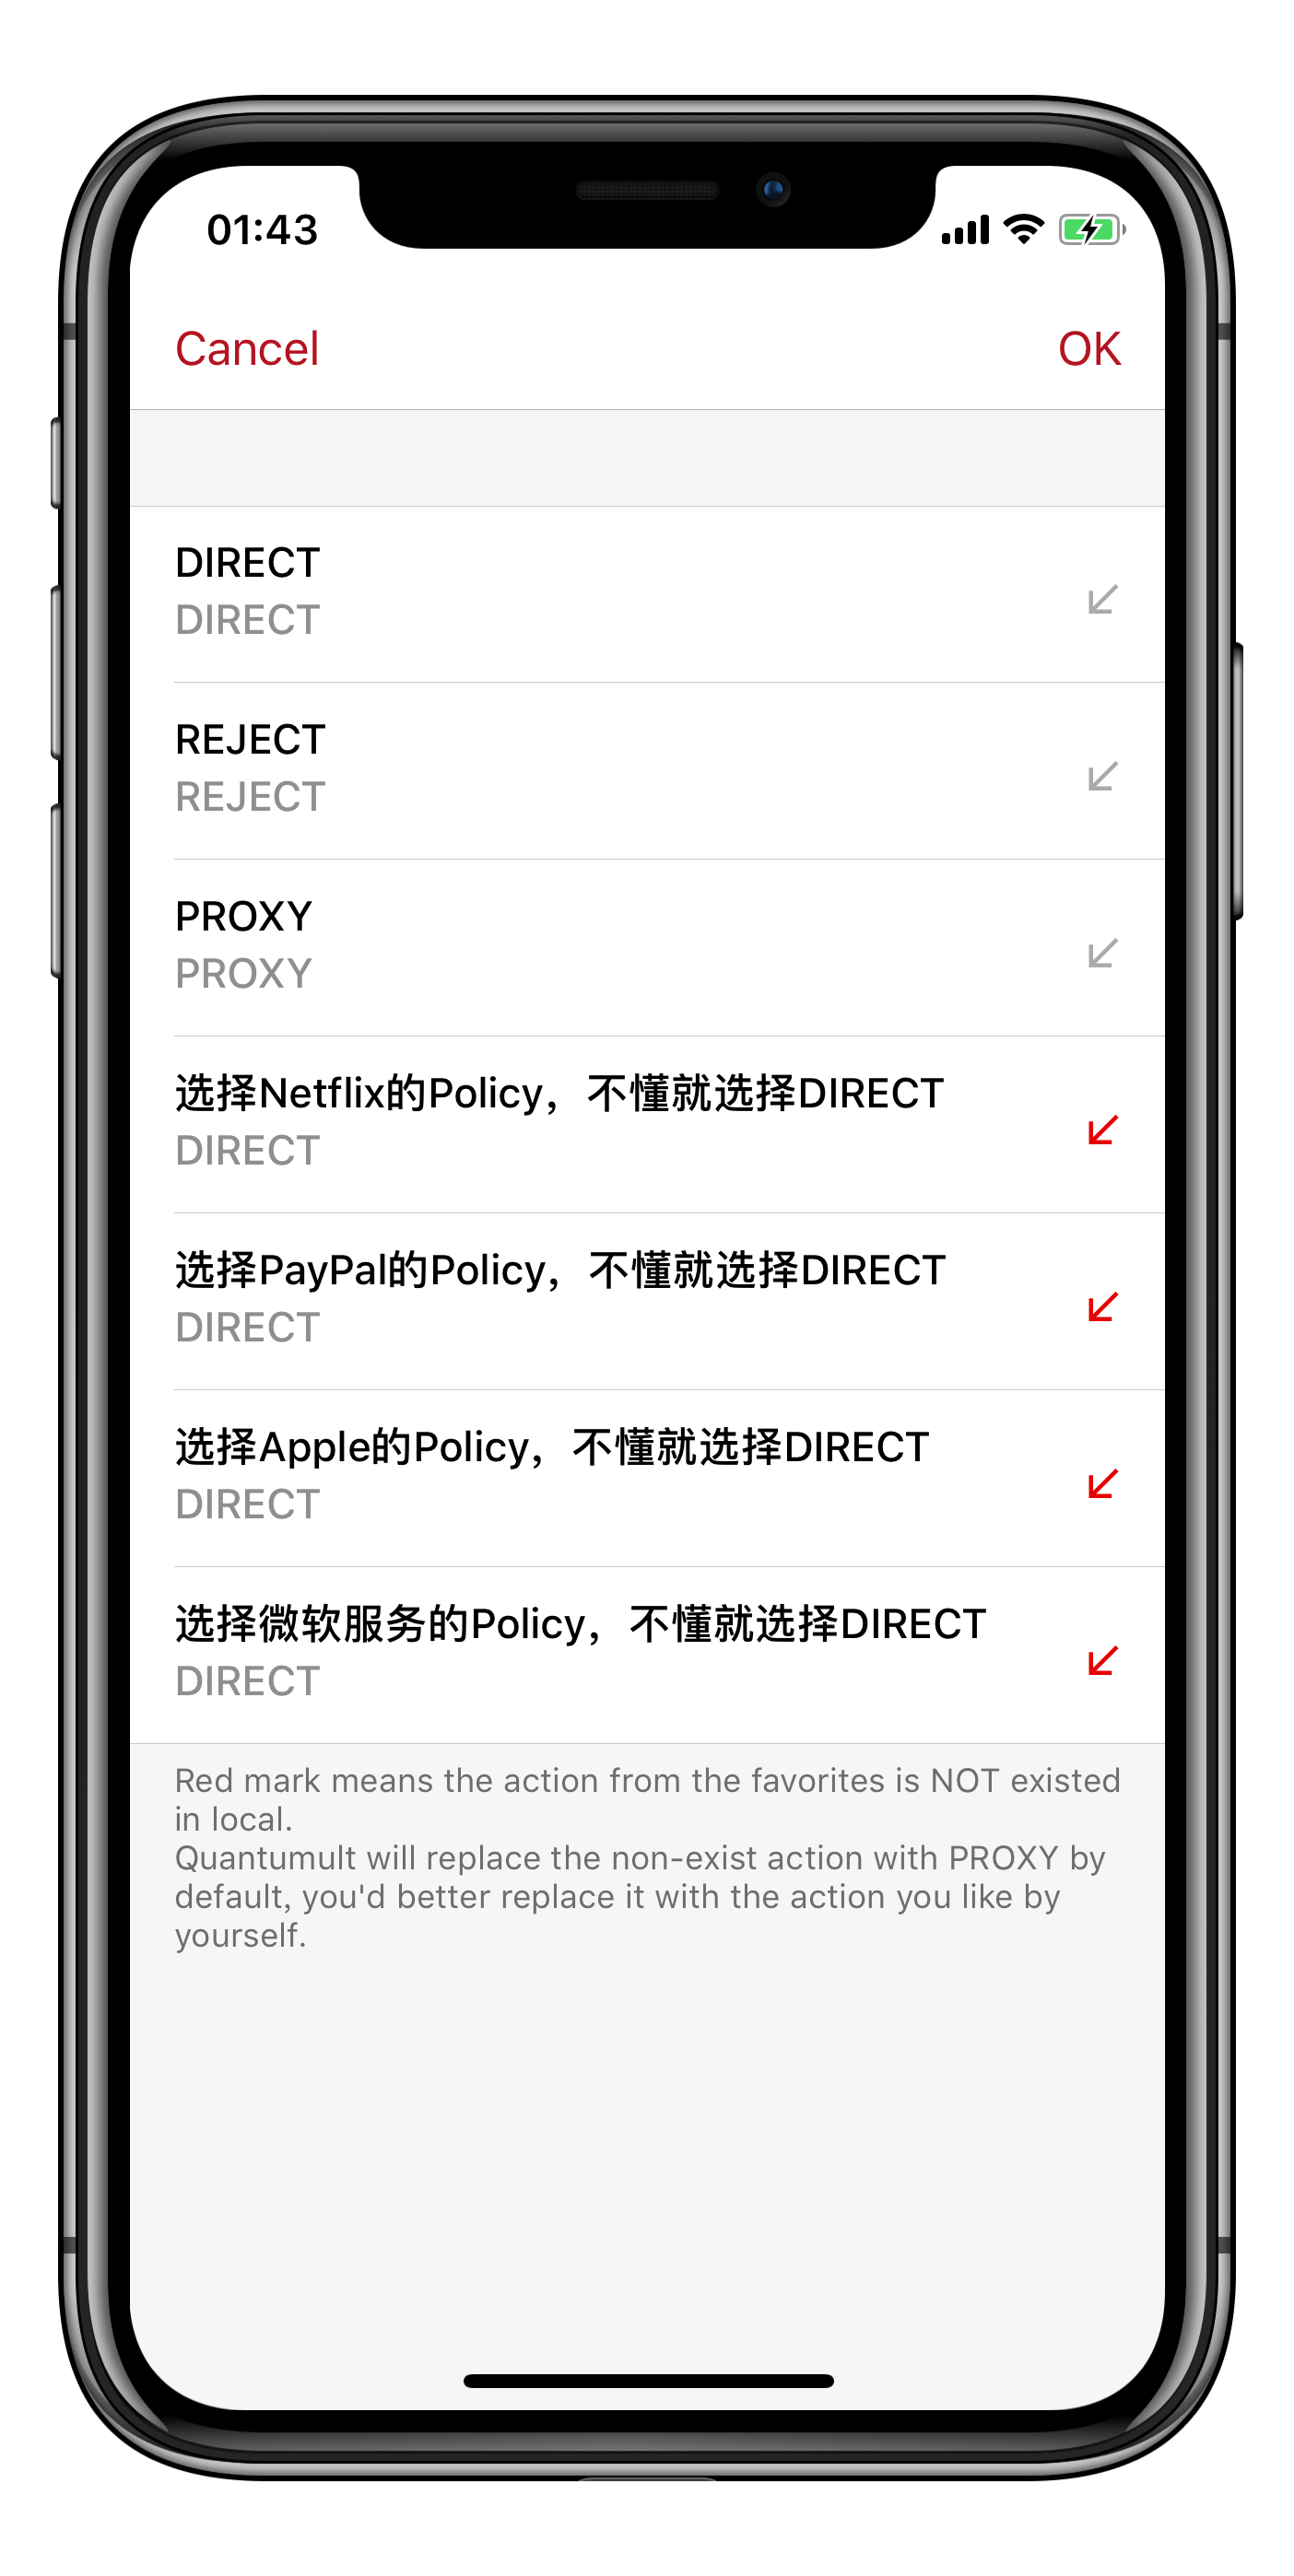 01:43
Cancel
OK
DIRECT
DIRECT
REJECT
REJECT
PROXY
PROXY
选择Netflix的Policy，不懂就选择DIRECT
DIRECT
选择PayPal的Policy，不懂就选择DIRECT
DIRECT
选择Apple的Policy，不懂就选择DIRECT
DIRECT
选择微软服务的Policy，不懂就选择DIRECT
DIRECT
Red mark means the action from the favorites is NOT existed
in local.
Quantumult will replace the non-exist action with PROXY by
default, you'd better replace it with the action you like by
yourself.